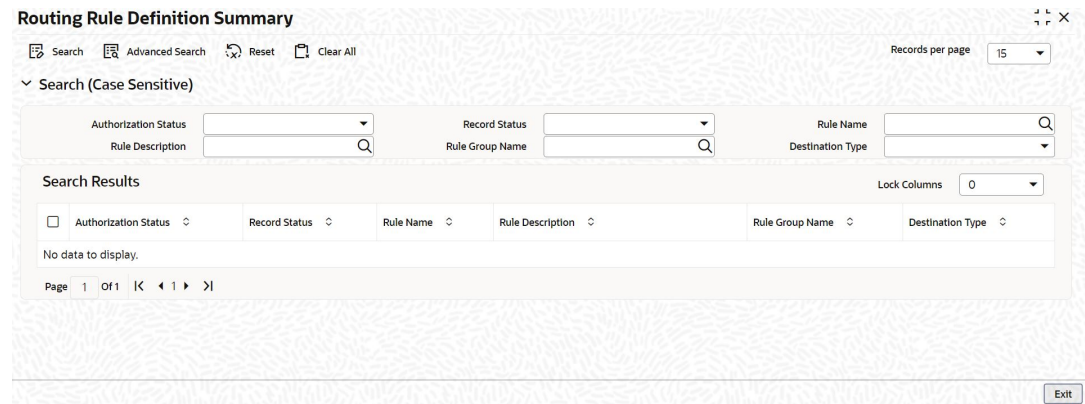 Routing Rule Definition Summary
Search Advanced Search Reset Clear All Records per page 15
Search (Case Sensitive)
Authorization Status Record Status Rule Name
Rule Description Rule Group Name Destination Type
Search Results Lock Columns 0
Authorization Status Record Status Rule Name Rule Description Rule Group Name Destination Type
No data to display.
Page 1 Of 1 1
Exit